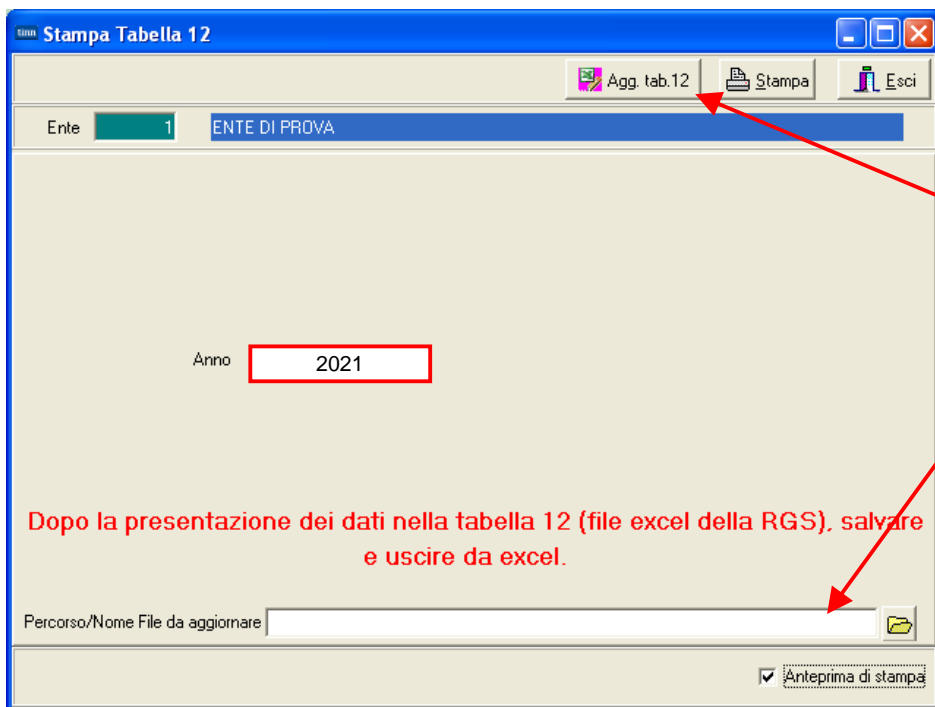 tinn Stampa Tabella 12
Agg. tab.12 Stampa Esci
Ente 1 ENTE DI PROVA
Anno 2021
Dopo la presentazione dei dati nella tabella 12 (file excel della RGS), salvare
e uscire da excel.
Percorso/Nome File da aggiornare
Anteprima di stampa